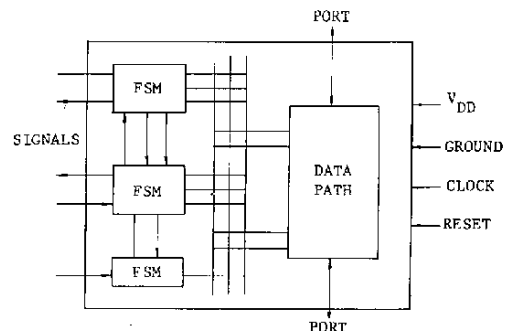 PORT
FSM
V_DD
SIGNALS
GROUND
DATA
PATH
FSM
CLOCK
RESET
FSM
PORT